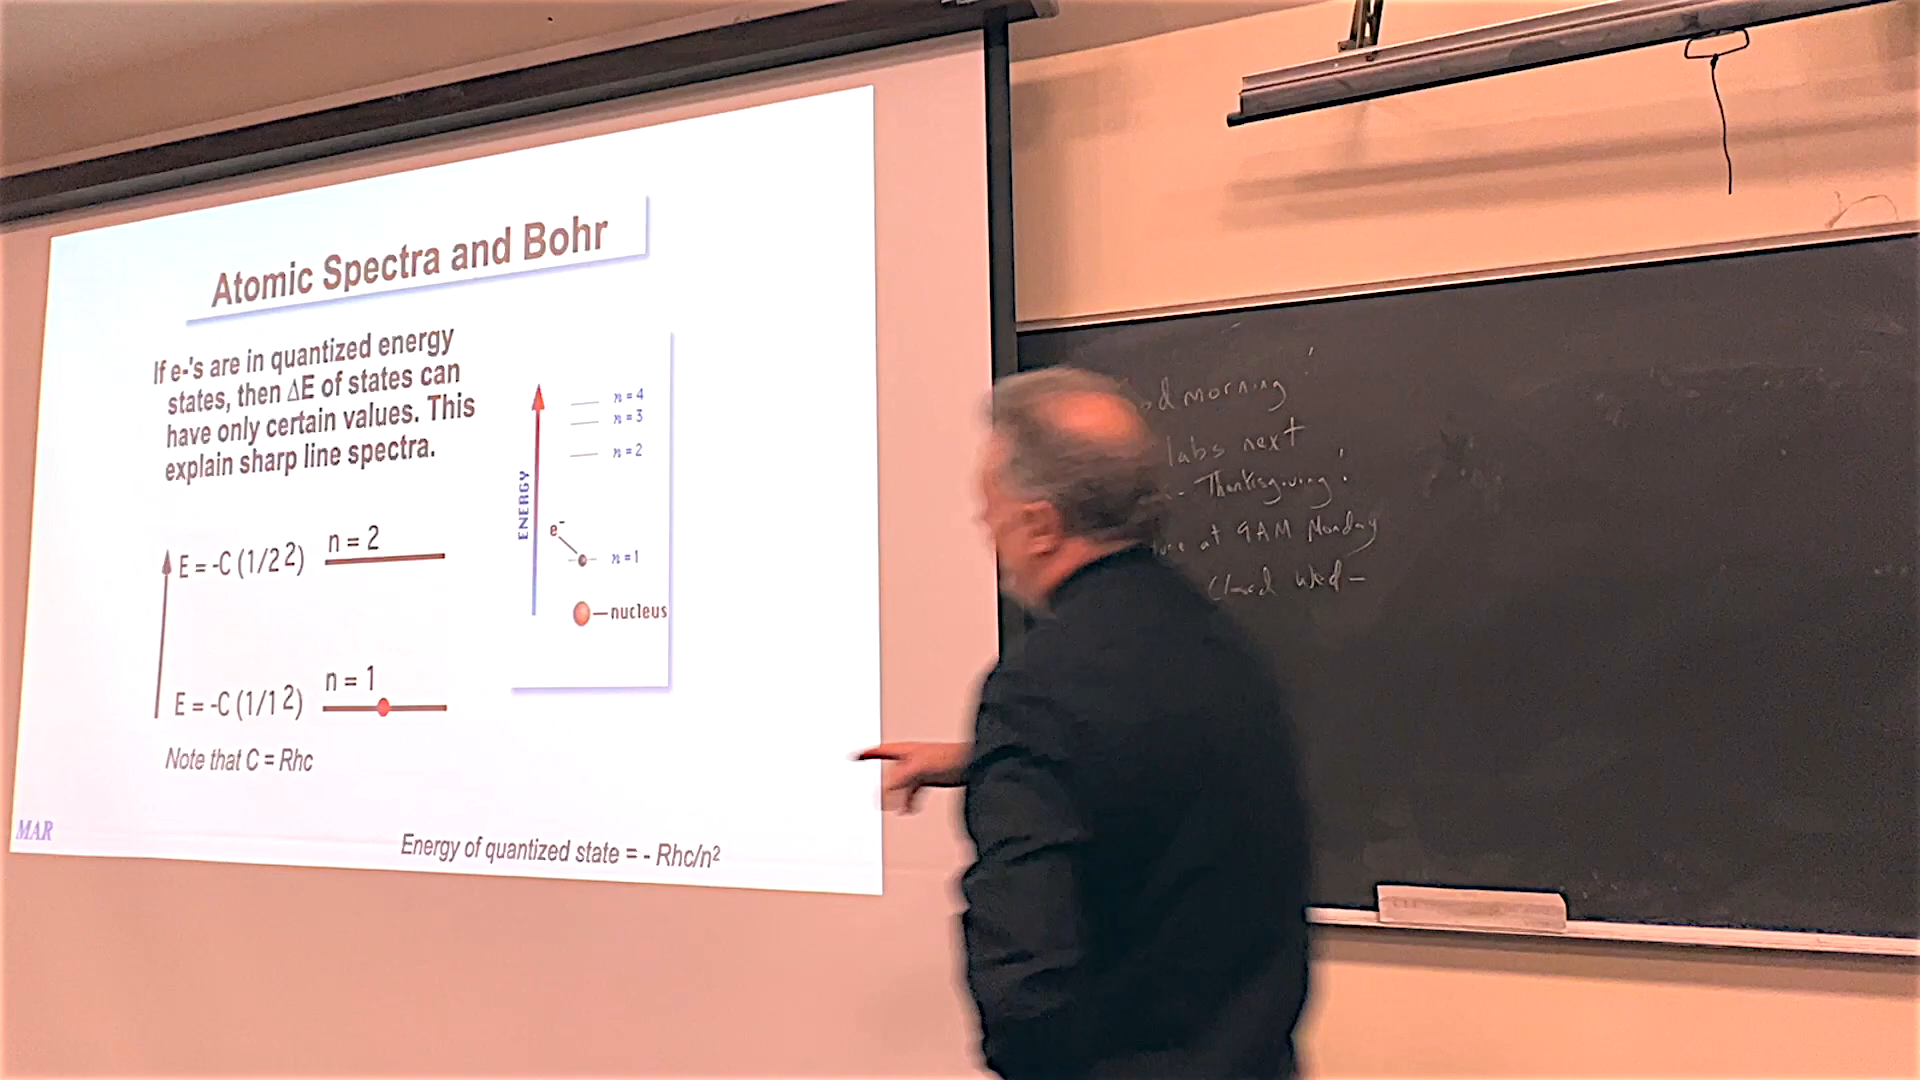 Atomic Spectra and Bohr
If e-'s are in quantized energy
states, then ΔE of states can
have only certain values. This
explain sharp line spectra.
n = 4
n = 3
n = 2
ENERGY
e⁻
n = 1
nucleus
n = 2
E = -C (1/2 2)
n = 1
E = -C (1/1 2)
Note that C = Rhc
MAR
Energy of quantized state = - Rhc/n²
morning
labs next
- Thanksgiving!
at 9AM Monday
Closed Wed -